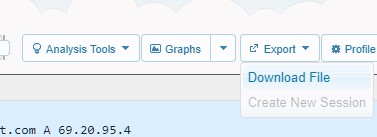 Analysis Tools Graphs Export Profile
Download File
Create New Session
t.com A 69.20.95.4